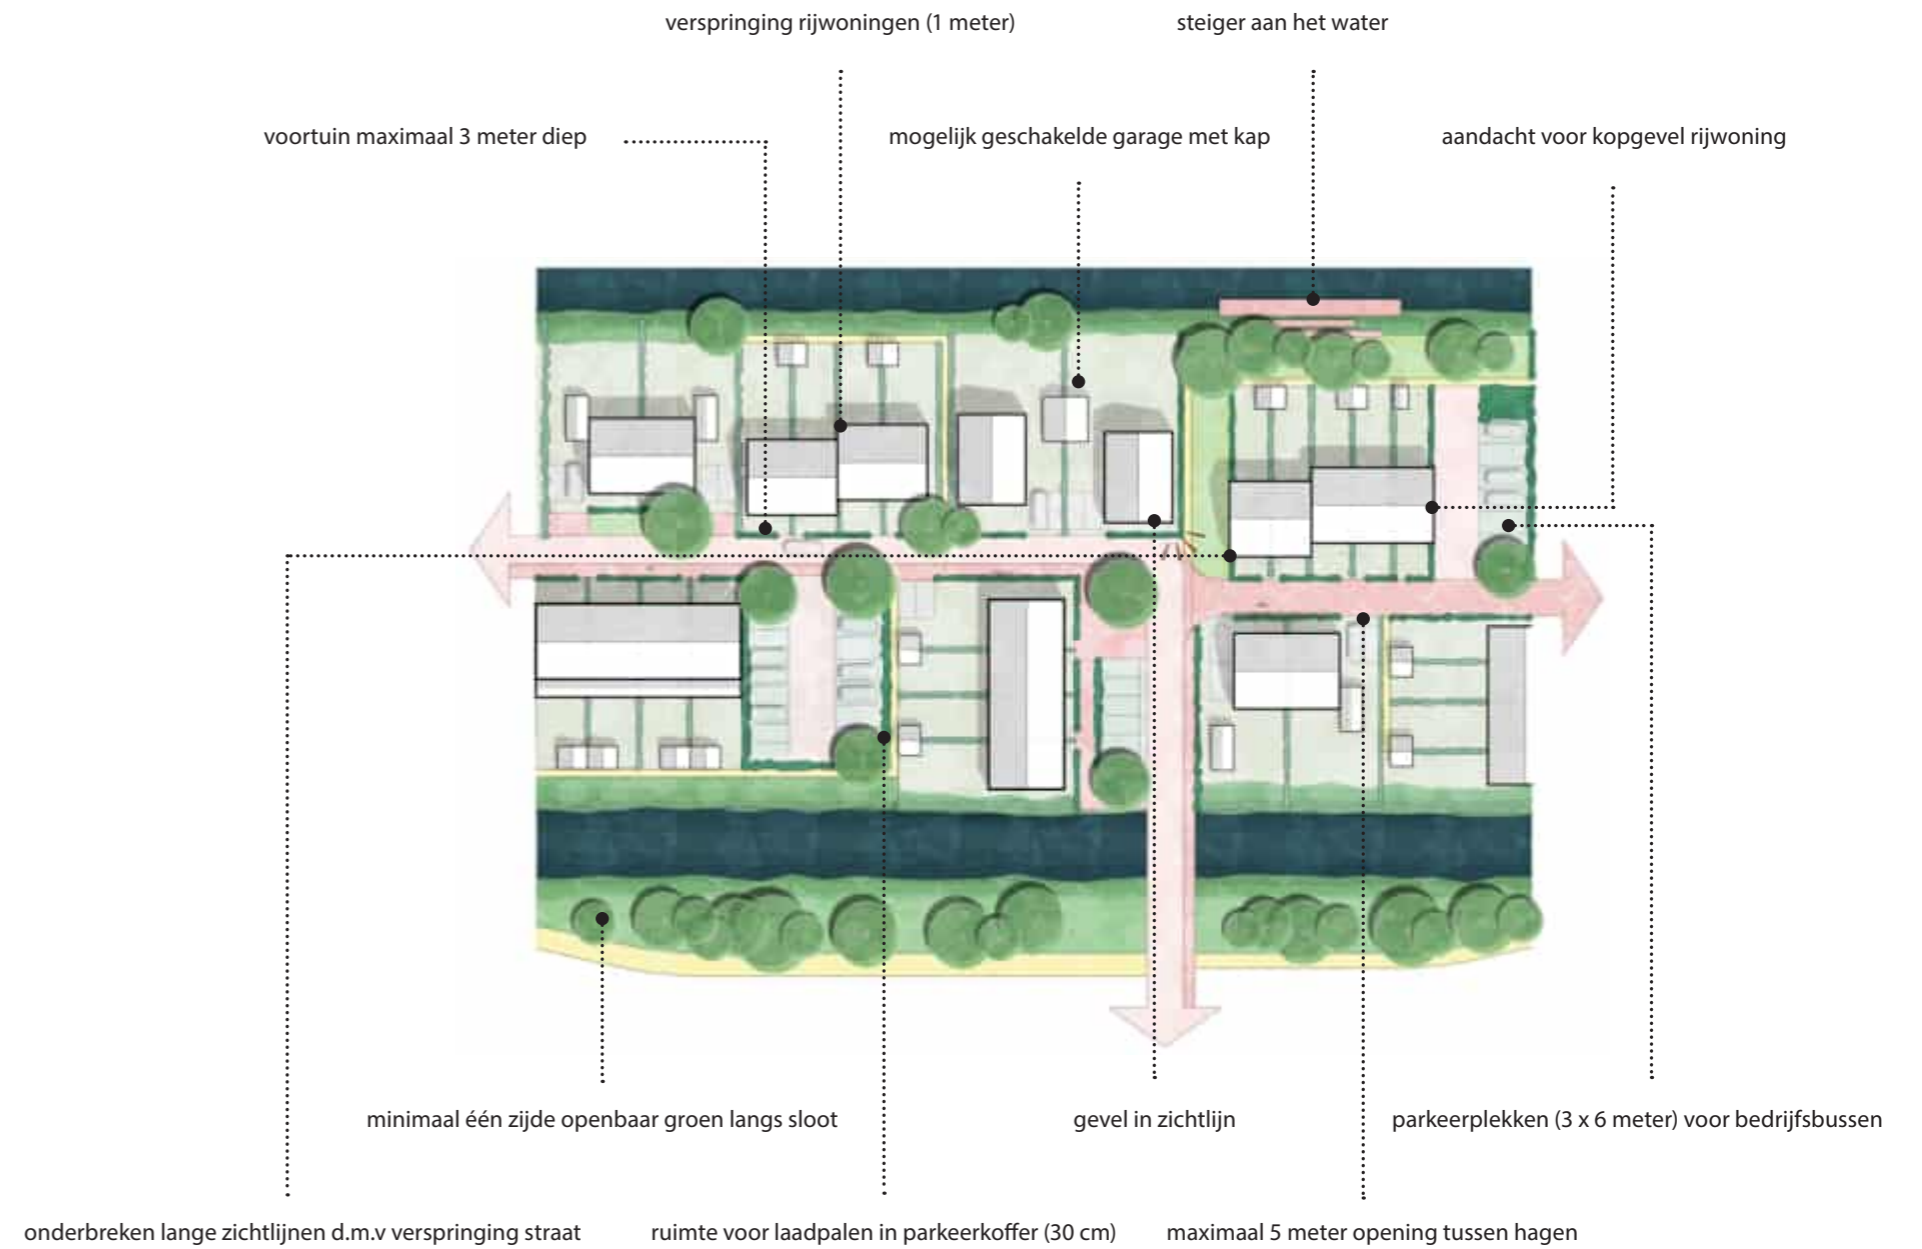 verspringing rijwoningen (1 meter)
steiger aan het water
voortuin maximaal 3 meter diep
mogelijk geschakelde garage met kap
aandacht voor kopgevel rijwoning
minimaal één zijde openbaar groen langs sloot
gevel in zichtlijn
parkeerplekken (3 x 6 meter) voor bedrijfsbussen
onderbreken lange zichtlijnen d.m.v verspringing straat
ruimte voor laadpalen in parkeerkoffer (30 cm)
maximaal 5 meter opening tussen hagen